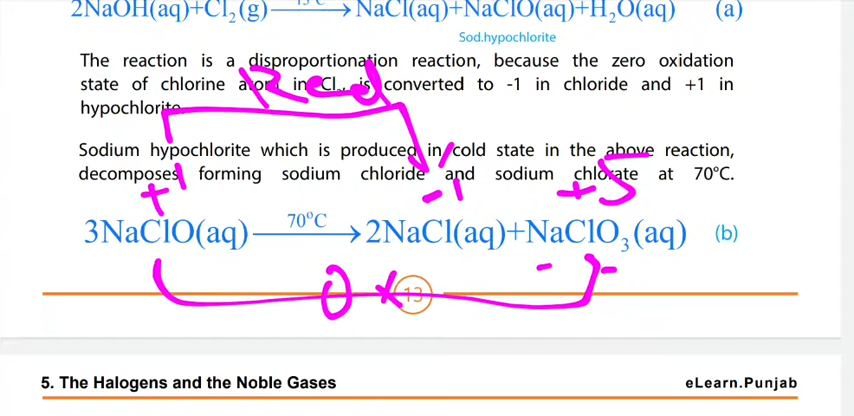 2NaOH(aq)+Cl₂(g) 15°C → NaCl(aq)+NaClO(aq)+H₂O(aq) (a)
Sod.hypochlorite
The reaction is a disproportionation reaction, because the zero oxidation
state of chlorine atom in Cl₂, is converted to -1 in chloride and +1 in
hypochlorite.
Red
Sodium hypochlorite which is produced in cold state in the above reaction,
decomposes forming sodium chloride and sodium chlorate at 70°C.
+1 -1 +5
3NaClO(aq) 70°C → 2NaCl(aq)+NaClO₃(aq) (b)
Ox
13
5. The Halogens and the Noble Gases eLearn.Punjab